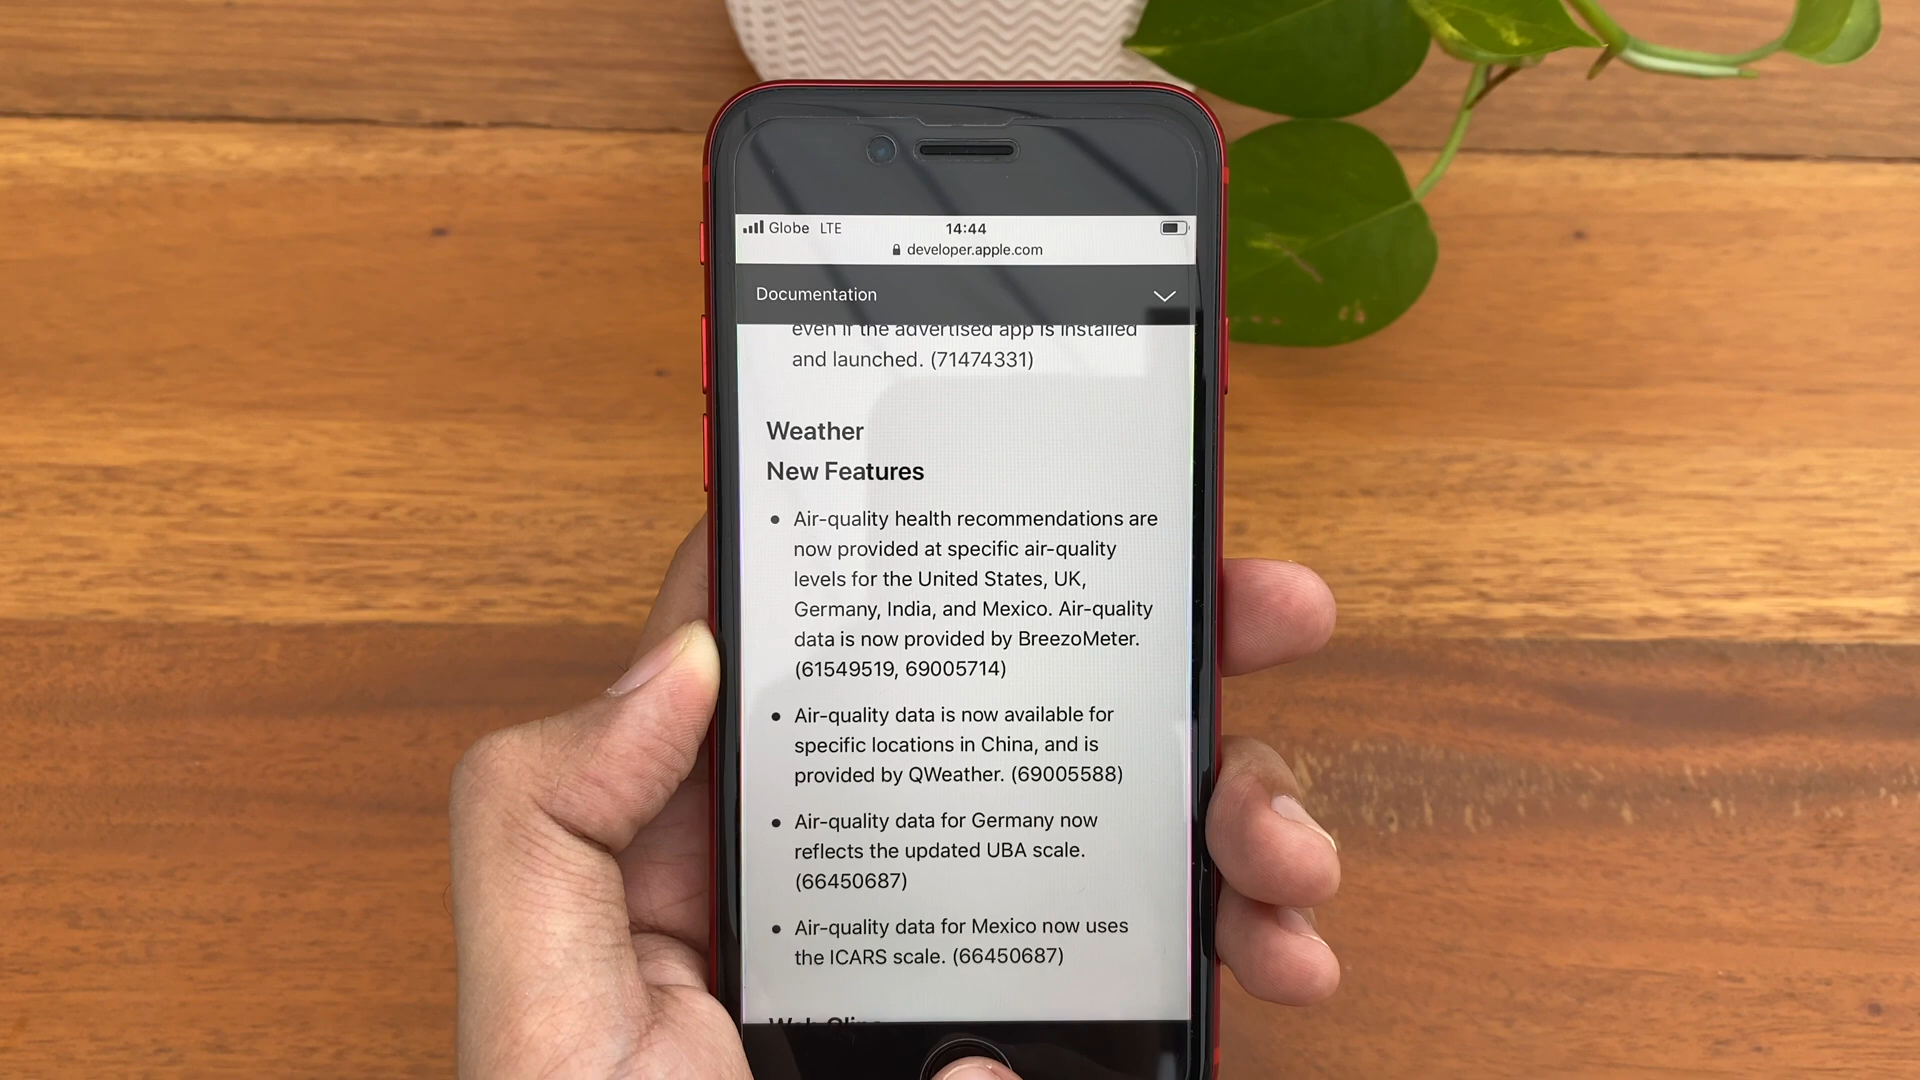 Globe LTE 14:44
developer.apple.com
Documentation
even if the advertised app is installed
and launched. (71474331)
Weather
New Features
• Air-quality health recommendations are
now provided at specific air-quality
levels for the United States, UK,
Germany, India, and Mexico. Air-quality
data is now provided by BreezoMeter.
(61549519, 69005714)
• Air-quality data is now available for
specific locations in China, and is
provided by QWeather. (69005588)
• Air-quality data for Germany now
reflects the updated UBA scale.
(66450687)
• Air-quality data for Mexico now uses
the ICARS scale. (66450687)
Web Clips